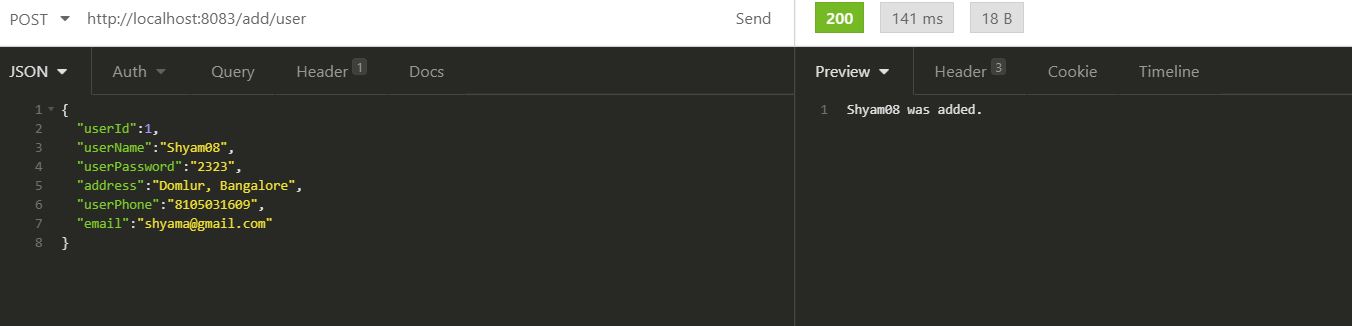 POST http://localhost:8083/add/user Send 200 141 ms 18 B
JSON Auth Query Header 1 Docs Preview Header 3 Cookie Timeline
1 {
2 "userId":1,
3 "userName":"Shyam08",
4 "userPassword":"2323",
5 "address":"Domlur, Bangalore",
6 "userPhone":"8105031609",
7 "email":"shyama@gmail.com"
8 }
1 Shyam08 was added.